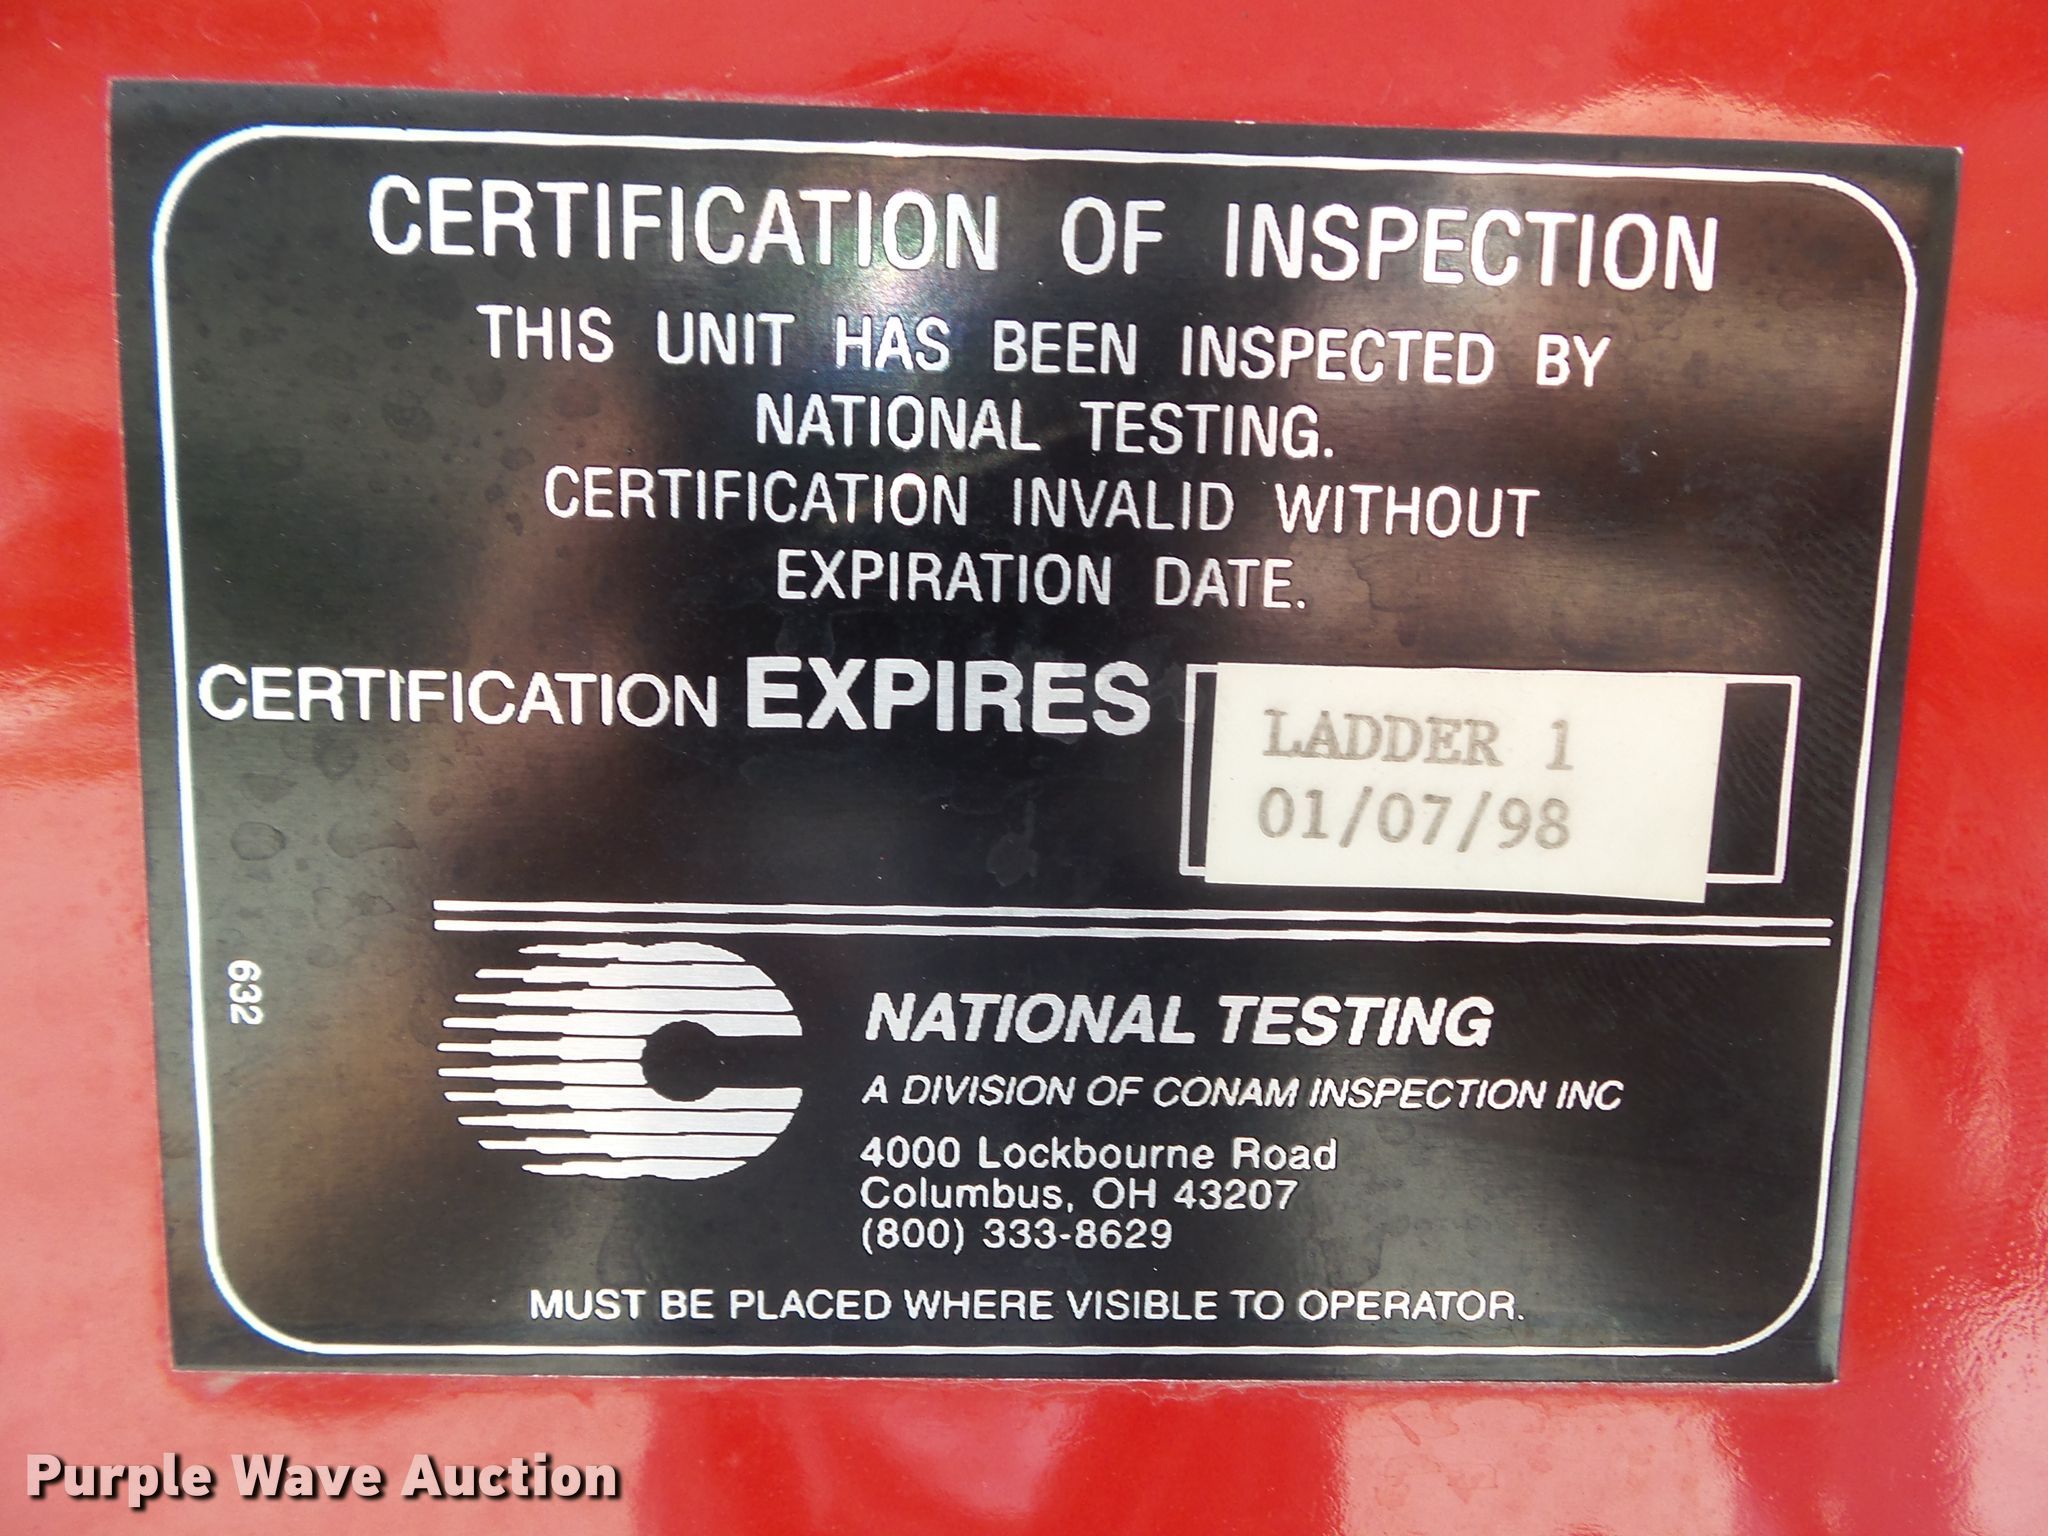 CERTIFICATION OF INSPECTION
THIS UNIT HAS BEEN INSPECTED BY
NATIONAL TESTING.
CERTIFICATION INVALID WITHOUT
EXPIRATION DATE.
CERTIFICATION EXPIRES
LADDER 1
01/07/98
632
NATIONAL TESTING
A DIVISION OF CONAM INSPECTION INC
4000 Lockbourne Road
Columbus, OH 43207
(800) 333-8629
MUST BE PLACED WHERE VISIBLE TO OPERATOR.
Purple Wave Auction